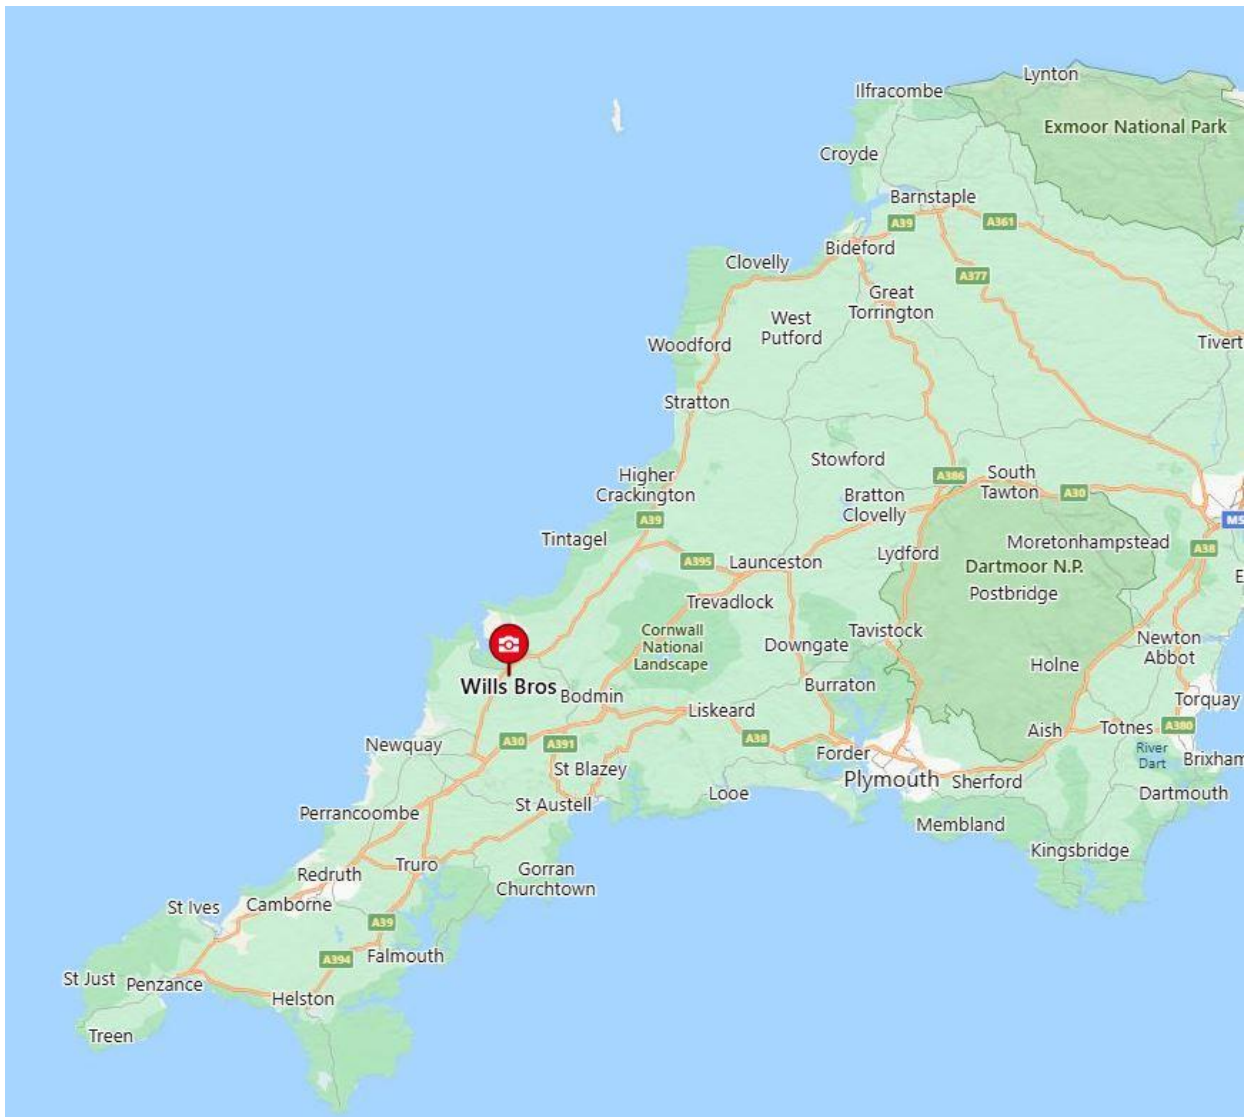 Lynton
Ilfracombe
Exmoor National Park
Croyde
Barnstaple
A39
A361
Bideford
Clovelly
A377
Great
Torrington
West
Putford
Woodford
Tivert
Stratton
Stowford
Higher
Crackington
A386
South
Tawton
A30
Bratton
Clovelly
A39
M5
Tintagel
Moretonhampstead
A38
Lydford
A395
Launceston
Dartmoor N.P.
E
Postbridge
Trevadlock
Cornwall
National
Landscape
Tavistock
Downgate
Newton
Abbot
Holne
Wills Bros
Bodmin
Burraton
Torquay
Liskeard
Newquay
A30
A391
A38
Forder
Aish
Totnes
A380
River
Dart
Brixham
St Blazey
Plymouth
Sherford
Looe
Dartmouth
St Austell
Perrancoombe
Membland
Kingsbridge
Truro
Redruth
Gorran
Churchtown
St Ives
Camborne
A39
Falmouth
A394
St Just
Penzance
Helston
Treen